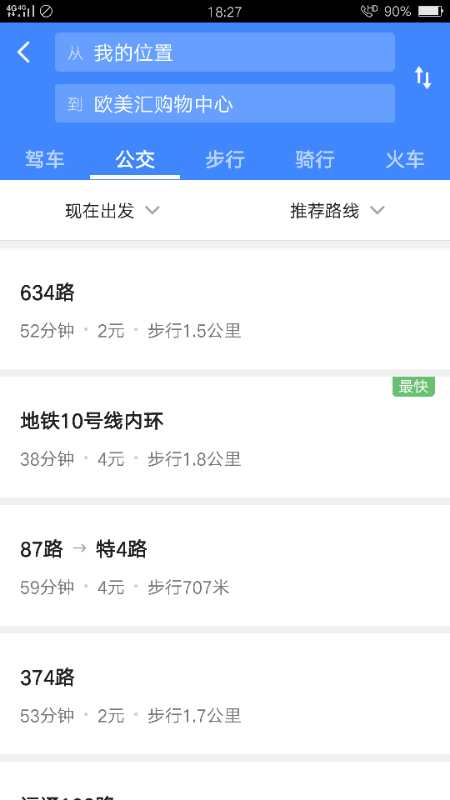 4G 4G 18:27 HD 90%
从 我的位置
到 欧美汇购物中心
驾车 公交 步行 骑行 火车
现在出发 推荐路线
634路
52分钟 · 2元 · 步行1.5公里
最快
地铁10号线内环
38分钟 · 4元 · 步行1.8公里
87路 → 特4路
59分钟 · 4元 · 步行707米
374路
53分钟 · 2元 · 步行1.7公里